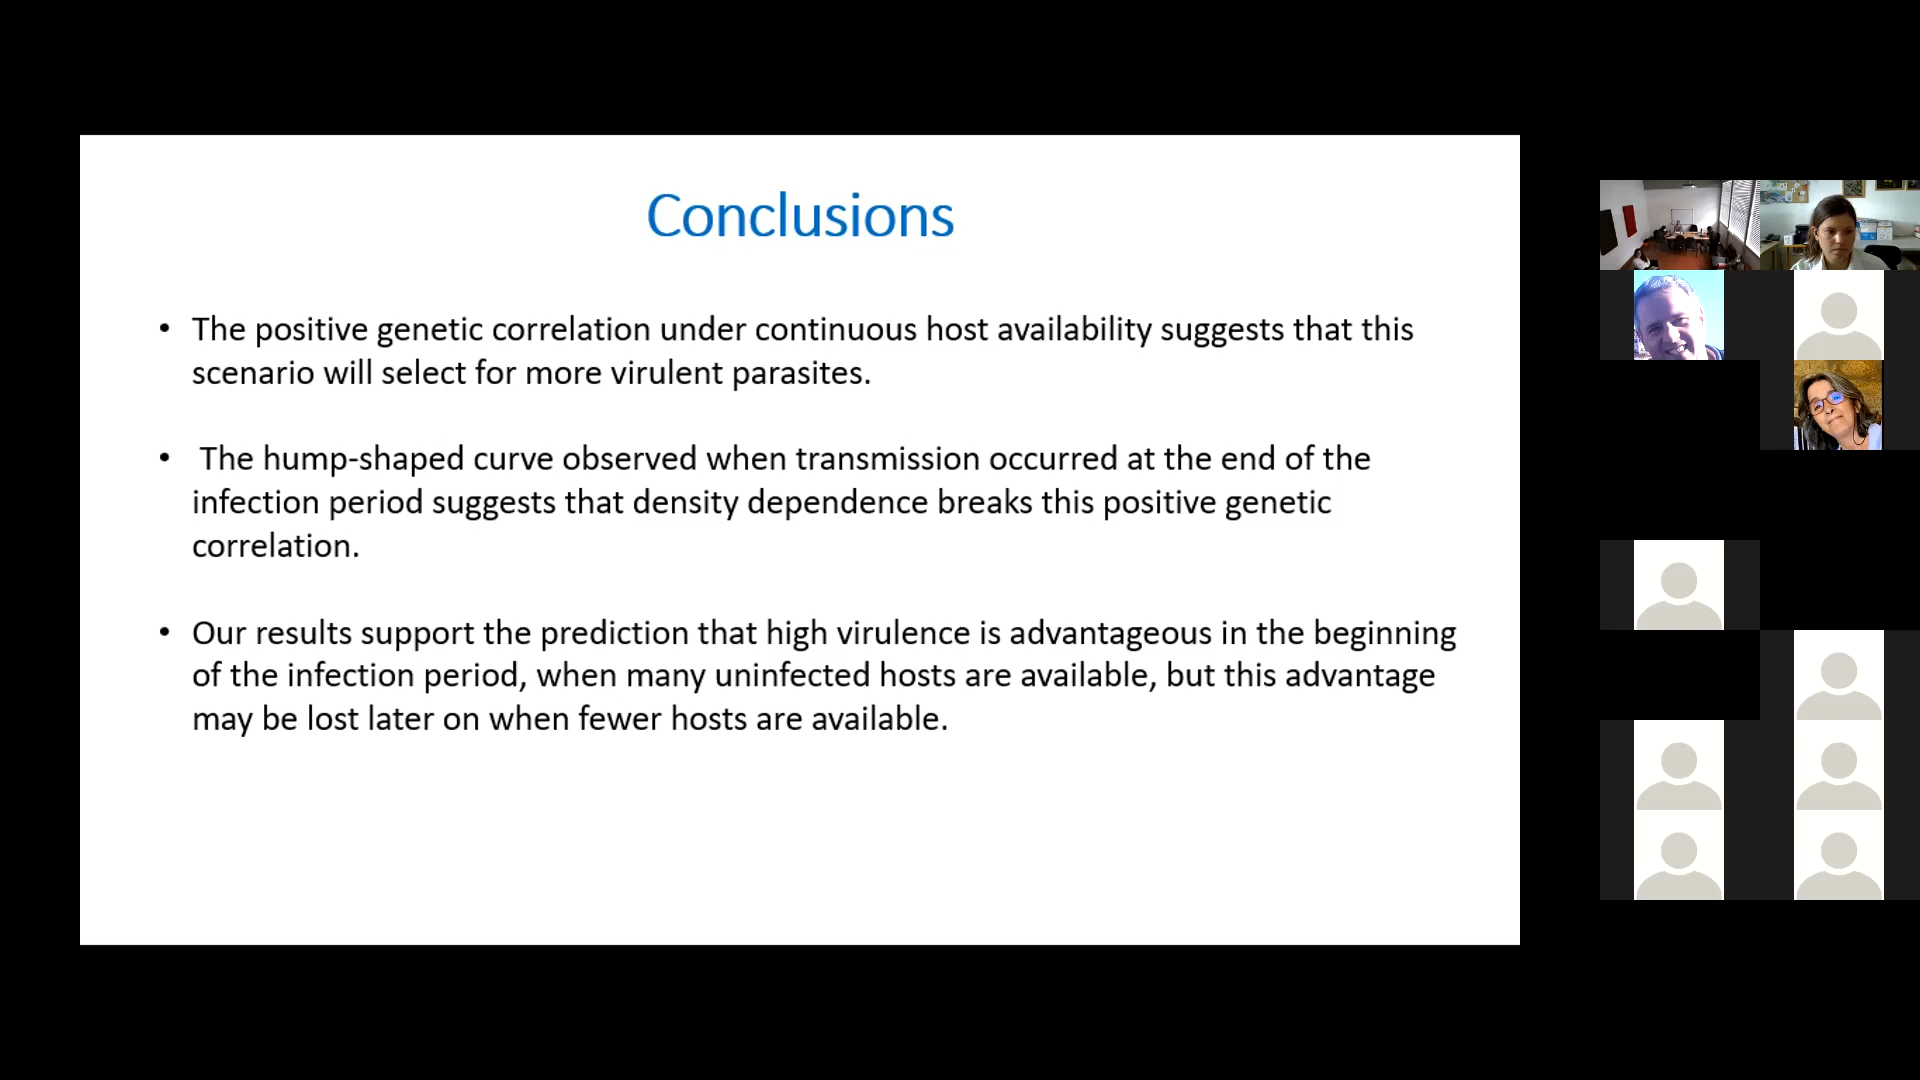 Conclusions
• The positive genetic correlation under continuous host availability suggests that this
scenario will select for more virulent parasites.
• The hump-shaped curve observed when transmission occurred at the end of the
infection period suggests that density dependence breaks this positive genetic
correlation.
• Our results support the prediction that high virulence is advantageous in the beginning
of the infection period, when many uninfected hosts are available, but this advantage
may be lost later on when fewer hosts are available.